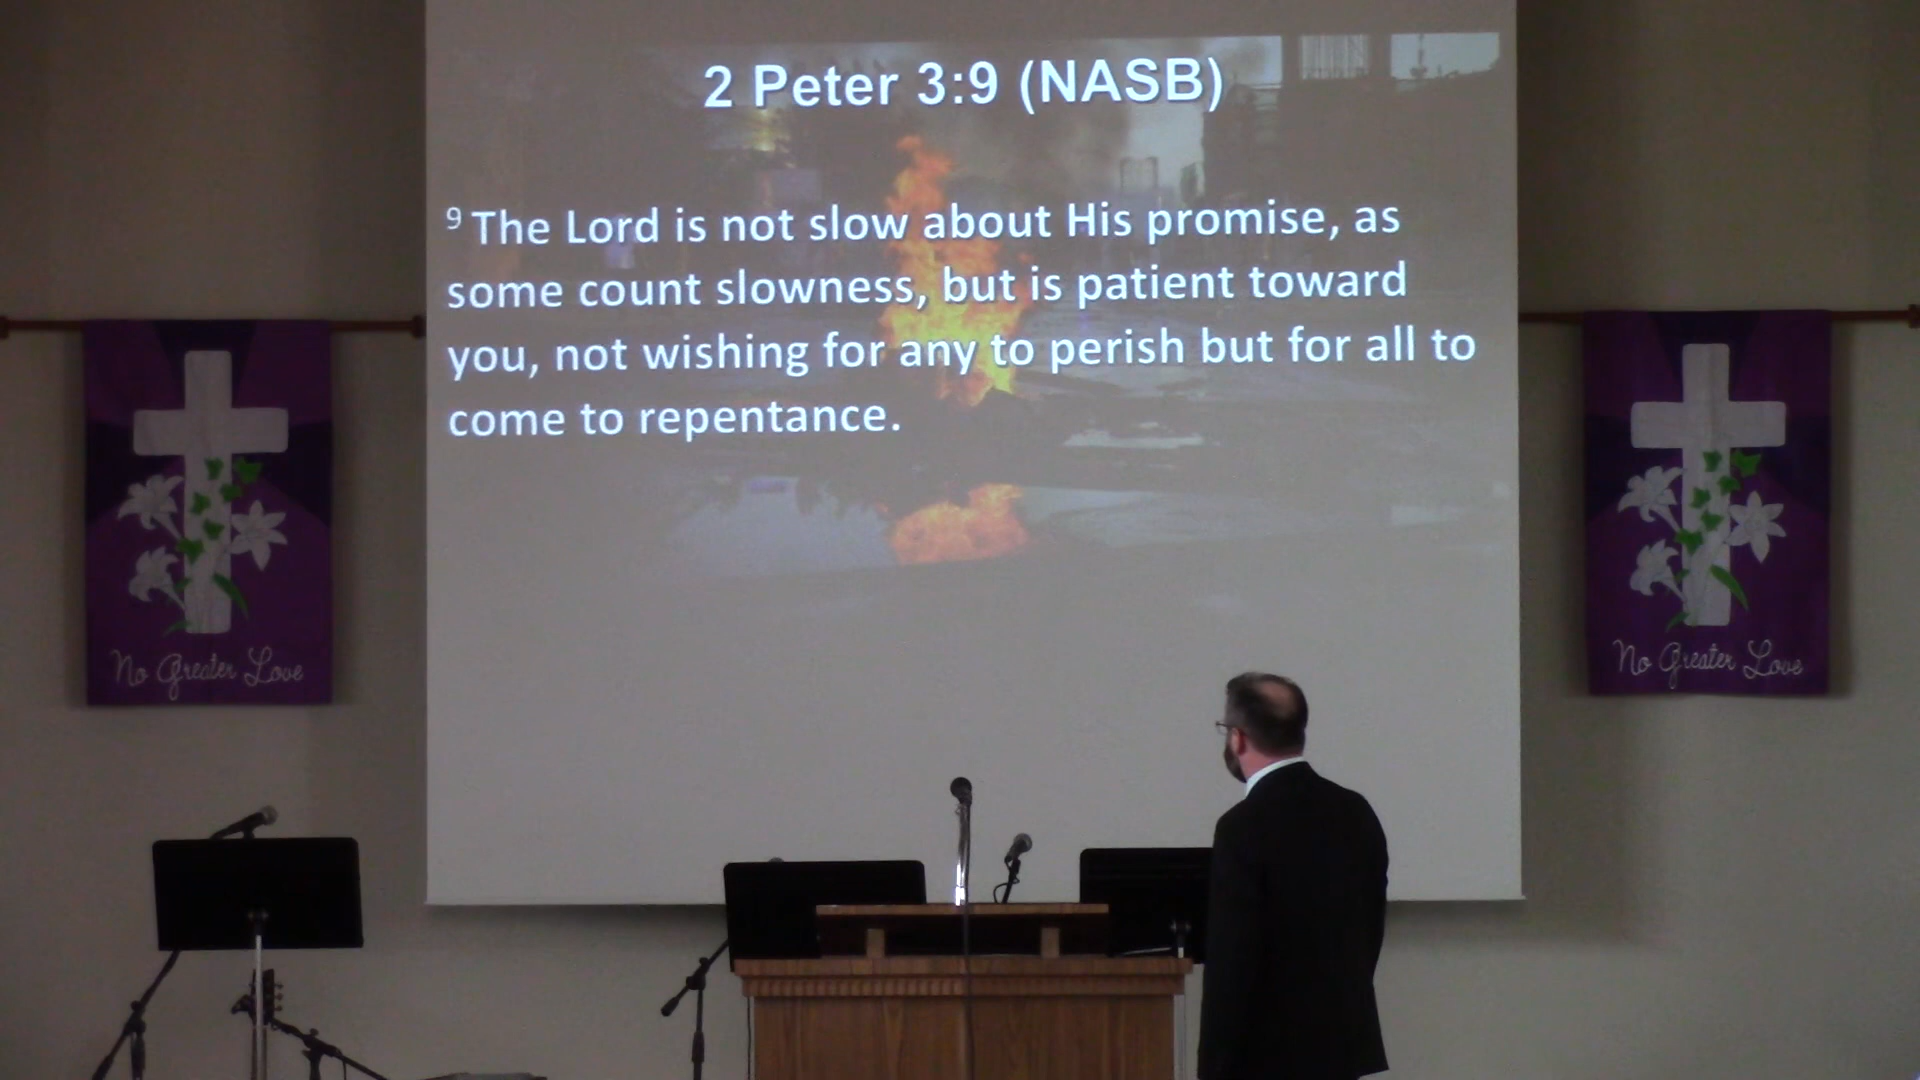 2 Peter 3:9 (NASB)
9 The Lord is not slow about His promise, as
some count slowness, but is patient toward
you, not wishing for any to perish but for all to
come to repentance.
No Greater Love
No Greater Love